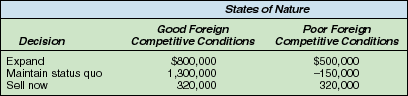 States of Nature
Good Foreign Poor Foreign
Decision Competitive Conditions Competitive Conditions
Expand $800,000 $500,000
Maintain status quo 1,300,000 –150,000
Sell now 320,000 320,000